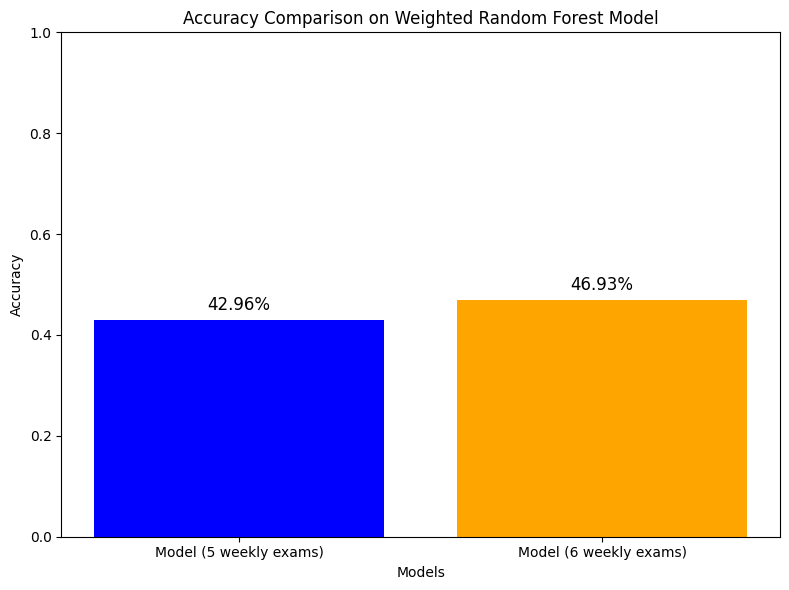 Accuracy Comparison on Weighted Random Forest Model
1.0
0.8
0.6
0.4
0.2
0.0
Accuracy
42.96%
46.93%
Model (5 weekly exams)
Model (6 weekly exams)
Models